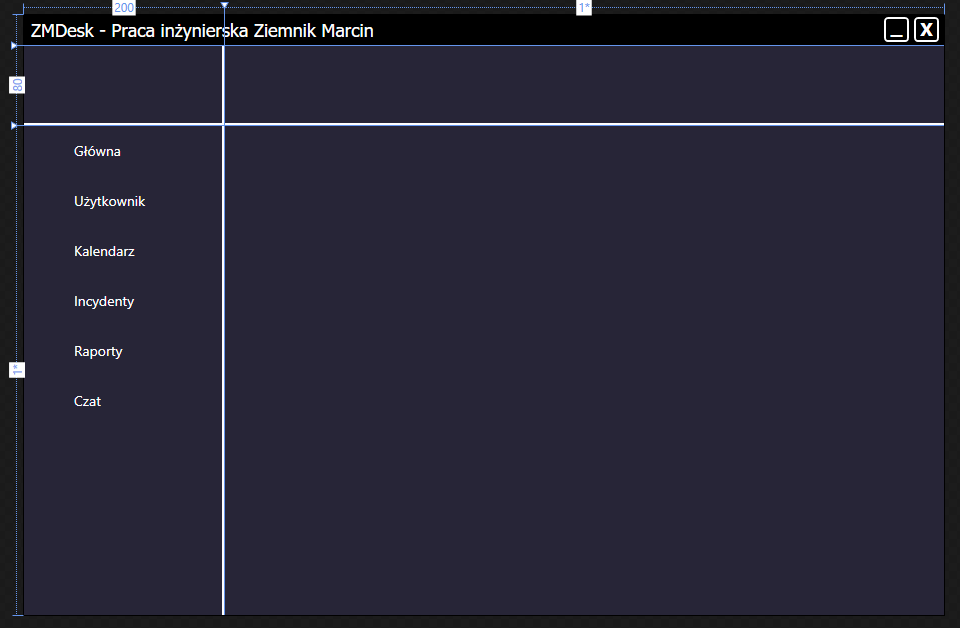 200 1*
ZMDesk - Praca inżynierska Ziemnik Marcin _ X
80
Główna
Użytkownik
Kalendarz
Incydenty
Raporty
1*
Czat